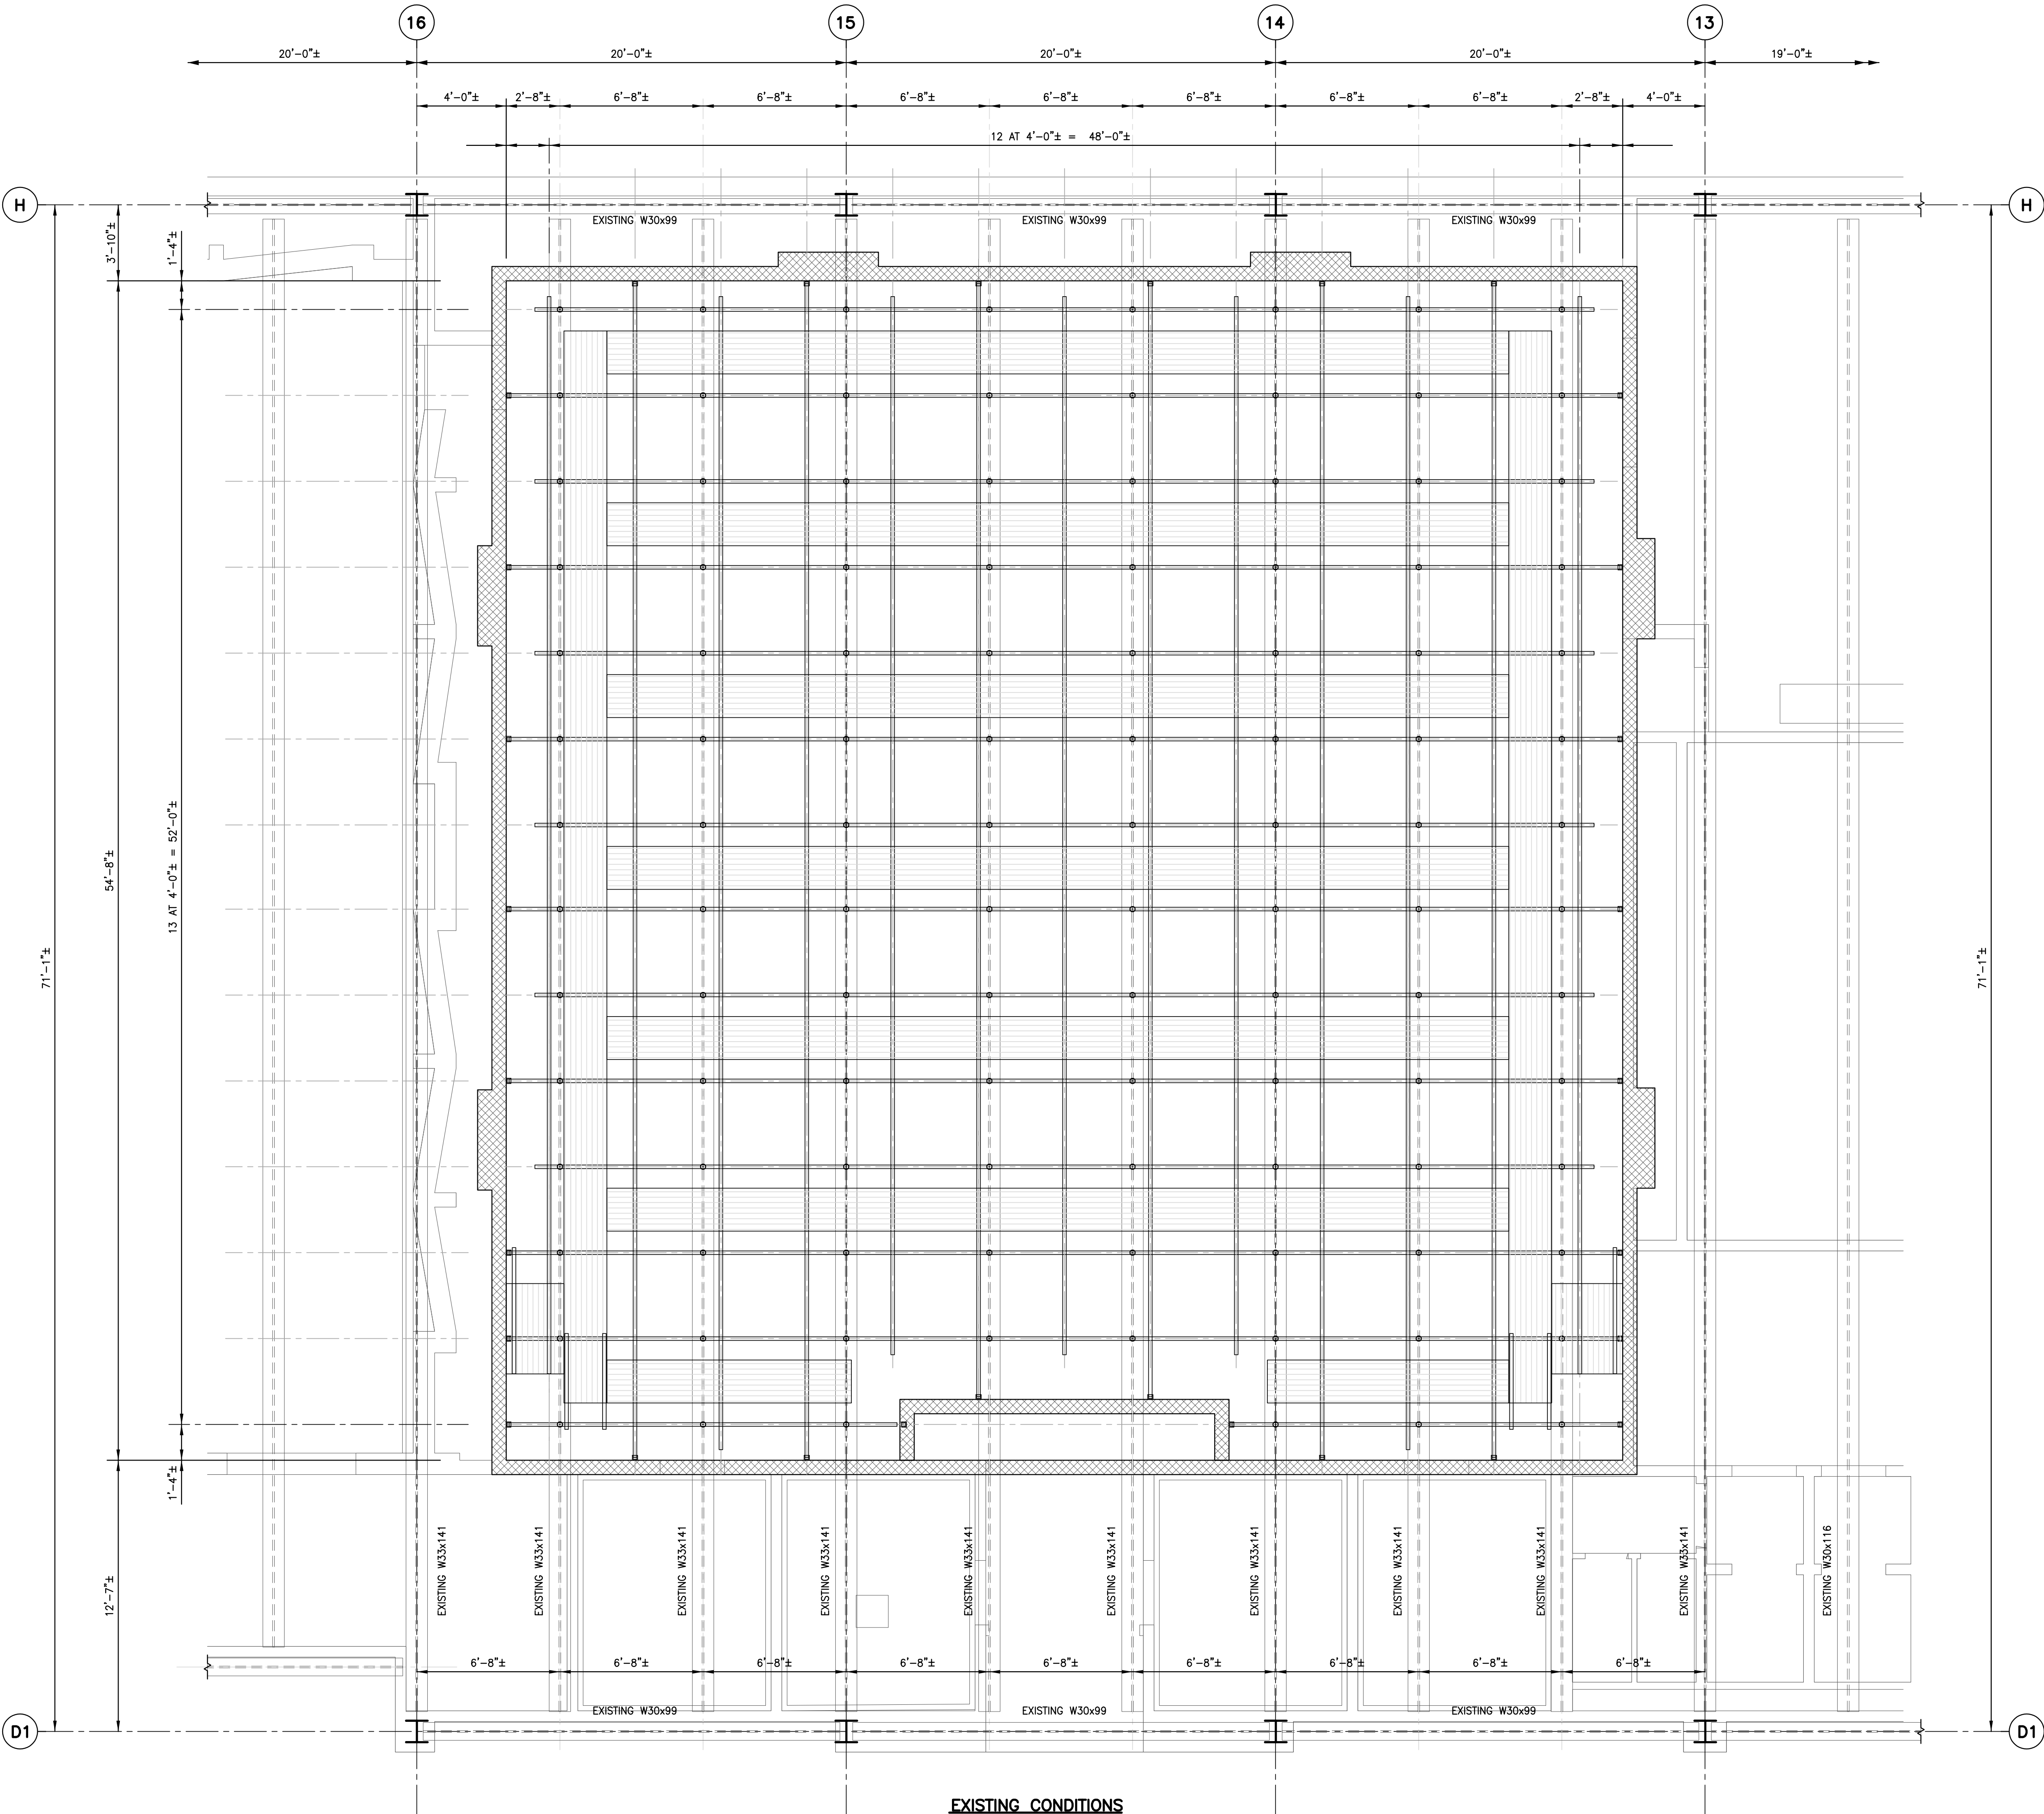 16 15 14 13
20'-0"± 20'-0"± 20'-0"± 20'-0"± 19'-0"±
4'-0"± 2'-8"± 6'-8"± 6'-8"± 6'-8"± 6'-8"± 6'-8"± 6'-8"± 6'-8"± 2'-8"± 4'-0"±
12 AT 4'-0"± = 48'-0"±
H H
EXISTING W30x99 EXISTING W30x99 EXISTING W30x99
3'-10"±
1'-4"±
54'-8"±
13 AT 4'-0"± = 52'-0"±
71'-1"±
71'-1"±
1'-4"±
12'-7"±
EXISTING W33x141
EXISTING W33x141
EXISTING W33x141
EXISTING W33x141
EXISTING W33x141
EXISTING W33x141
EXISTING W33x141
EXISTING W33x141
EXISTING W33x141
EXISTING W33x141
EXISTING W30x116
6'-8"± 6'-8"± 6'-8"± 6'-8"± 6'-8"± 6'-8"± 6'-8"± 6'-8"± 6'-8"±
EXISTING W30x99 EXISTING W30x99 EXISTING W30x99
D1 D1
EXISTING CONDITIONS